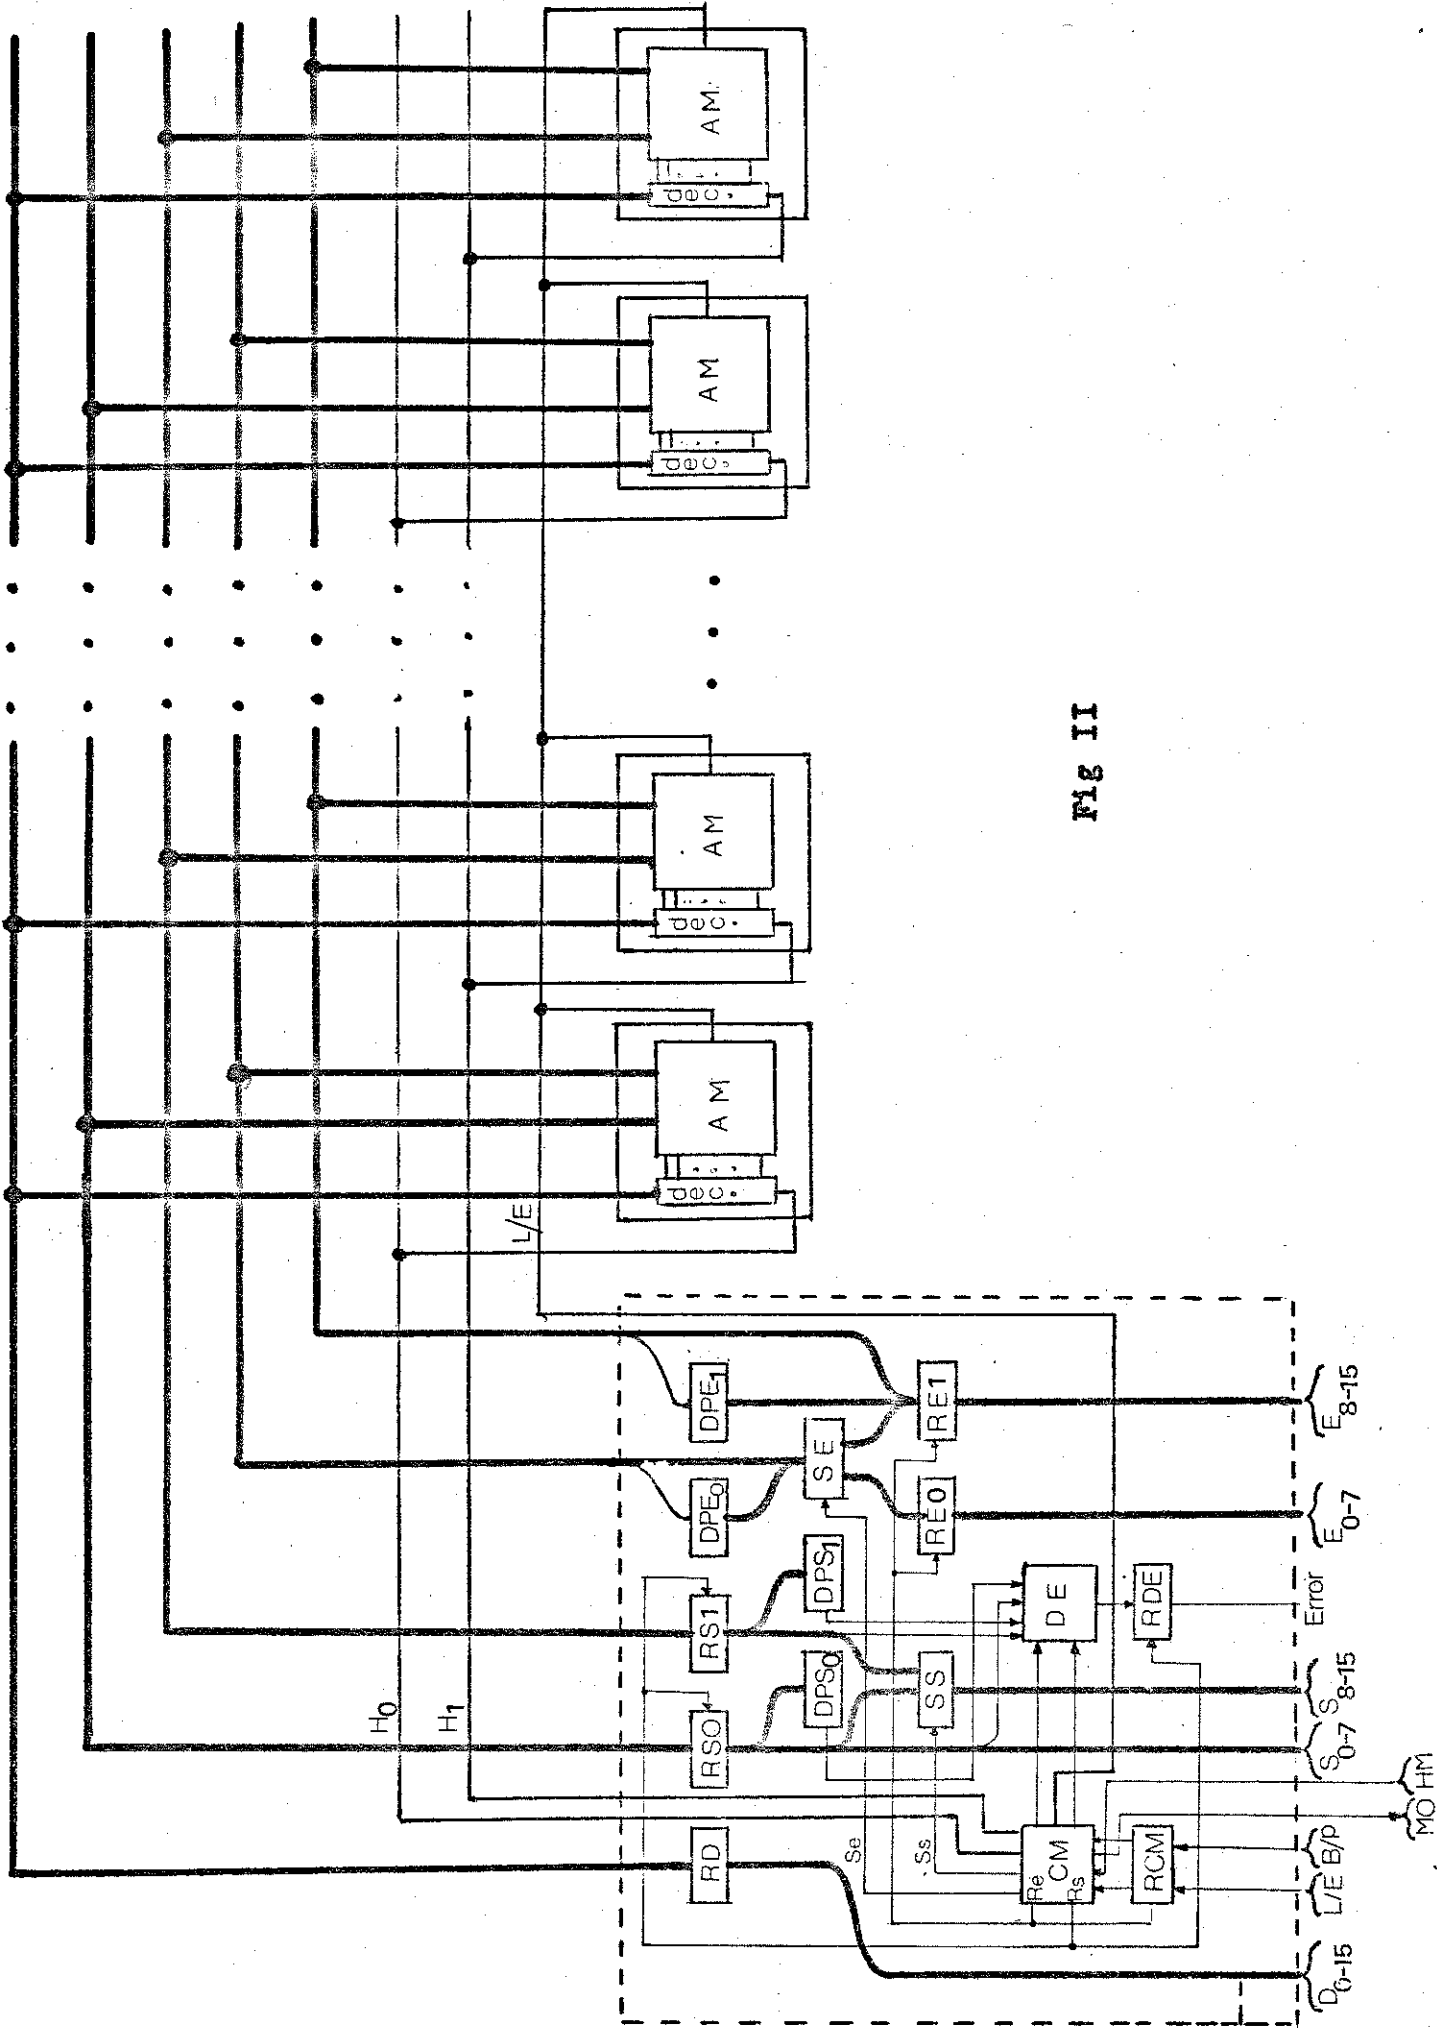 AM
dec.
AM
dec.
AM
dec.
AM
dec.
L/E
H0
H1
DPE1
DPE0
SE
RE1
RE0
RS1
DPS1
RS0
DPS0
SS
DE
RDE
RD
Se
Ss
Ré
CM
Rs
RCM
D0-15
L/E
B/P
MO
HM
S0-7
S8-15
Error
E0-7
E8-15
Fig II